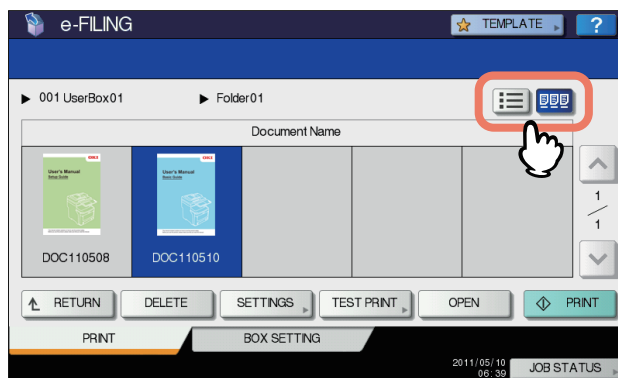 e-FILING
TEMPLATE
?
001 UserBox01
Folder01
Document Name
User's Manual
User's Manual
DOC110508
DOC110510
1
1
RETURN
DELETE
SETTINGS
TEST PRINT
OPEN
PRINT
PRINT
BOX SETTING
2011/05/10
06:39
JOB STATUS